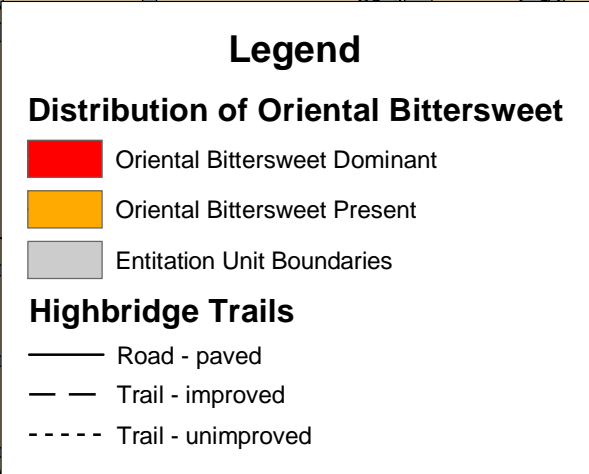 Legend
Distribution of Oriental Bittersweet
Oriental Bittersweet Dominant
Oriental Bittersweet Present
Entitation Unit Boundaries
Highbridge Trails
Road - paved
Trail - improved
Trail - unimproved